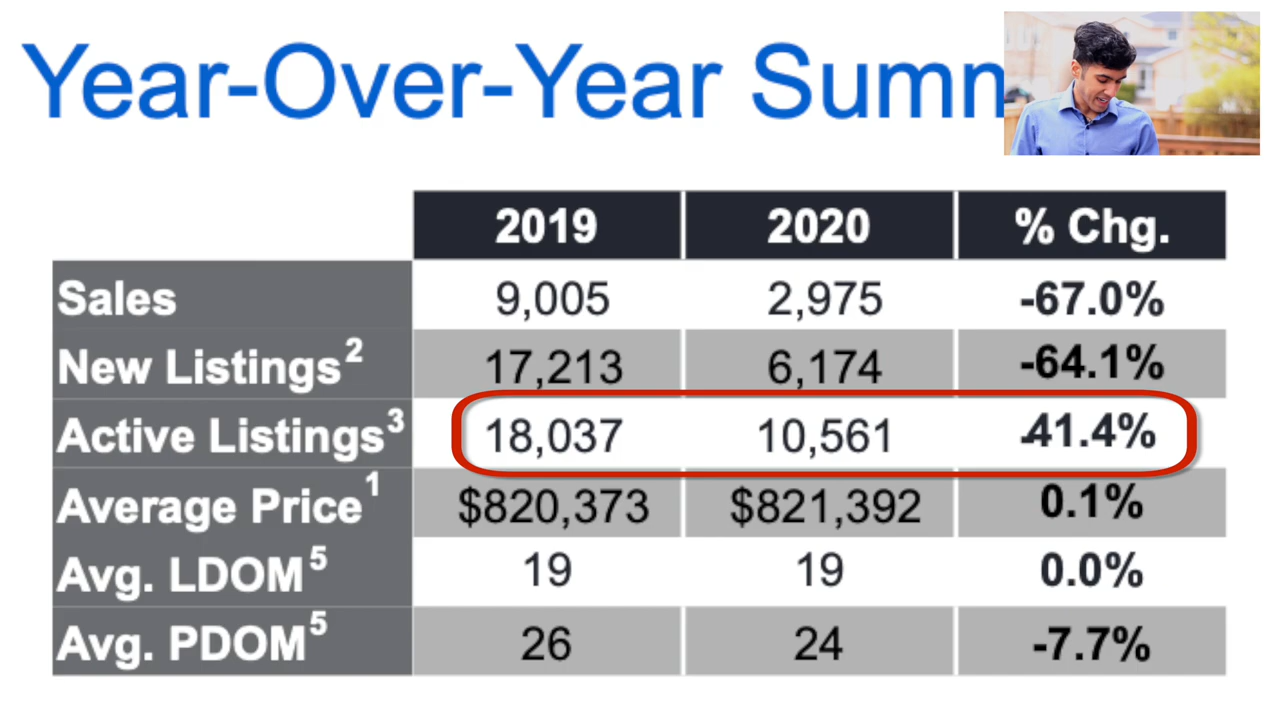 Year-Over-Year Summ
2019 2020 % Chg.
Sales 9,005 2,975 -67.0%
New Listings2 17,213 6,174 -64.1%
Active Listings3 18,037 10,561 -41.4%
Average Price1 $820,373 $821,392 0.1%
Avg. LDOM5 19 19 0.0%
Avg. PDOM5 26 24 -7.7%